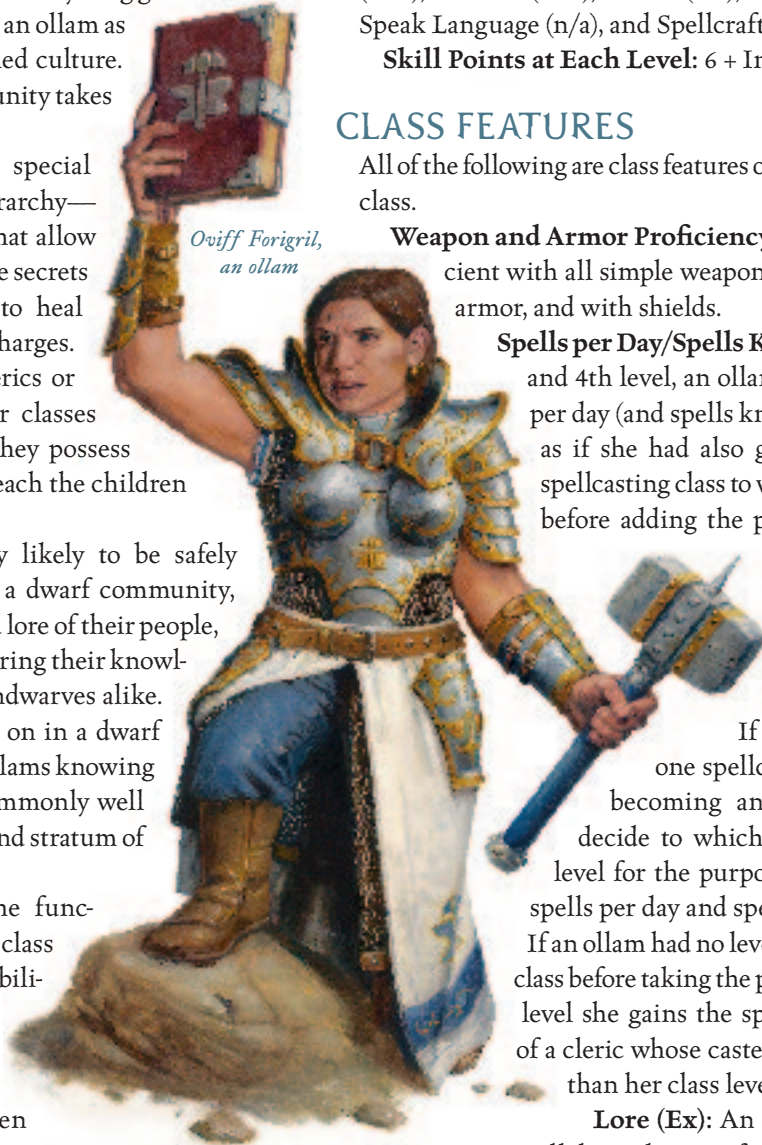 an ollam as
ed culture.
unity takes
special
rarchy—
hat allow
e secrets
to heal
harges.
erics or
r classes
hey possess
each the children
y likely to be safely
a dwarf community,
lore of their people,
ring their knowl-
ndwarves alike.
on in a dwarf
llams knowing
mmonly well
nd stratum of
ne func-
class
bili-
en
Oviff Forigril,
an ollam
Speak Language (n/a), and Spellcraft
Skill Points at Each Level: 6 + In
CLASS FEATURES
All of the following are class features o
class.
Weapon and Armor Proficiency
cient with all simple weapon
armor, and with shields.
Spells per Day/Spells K
and 4th level, an ollam
per day (and spells kn
as if she had also g
spellcasting class to w
before adding the p
If
one spellc
becoming an
decide to which
level for the purpo
spells per day and spe
If an ollam had no leve
class before taking the p
level she gains the sp
of a cleric whose caste
than her class leve
Lore (Ex): An